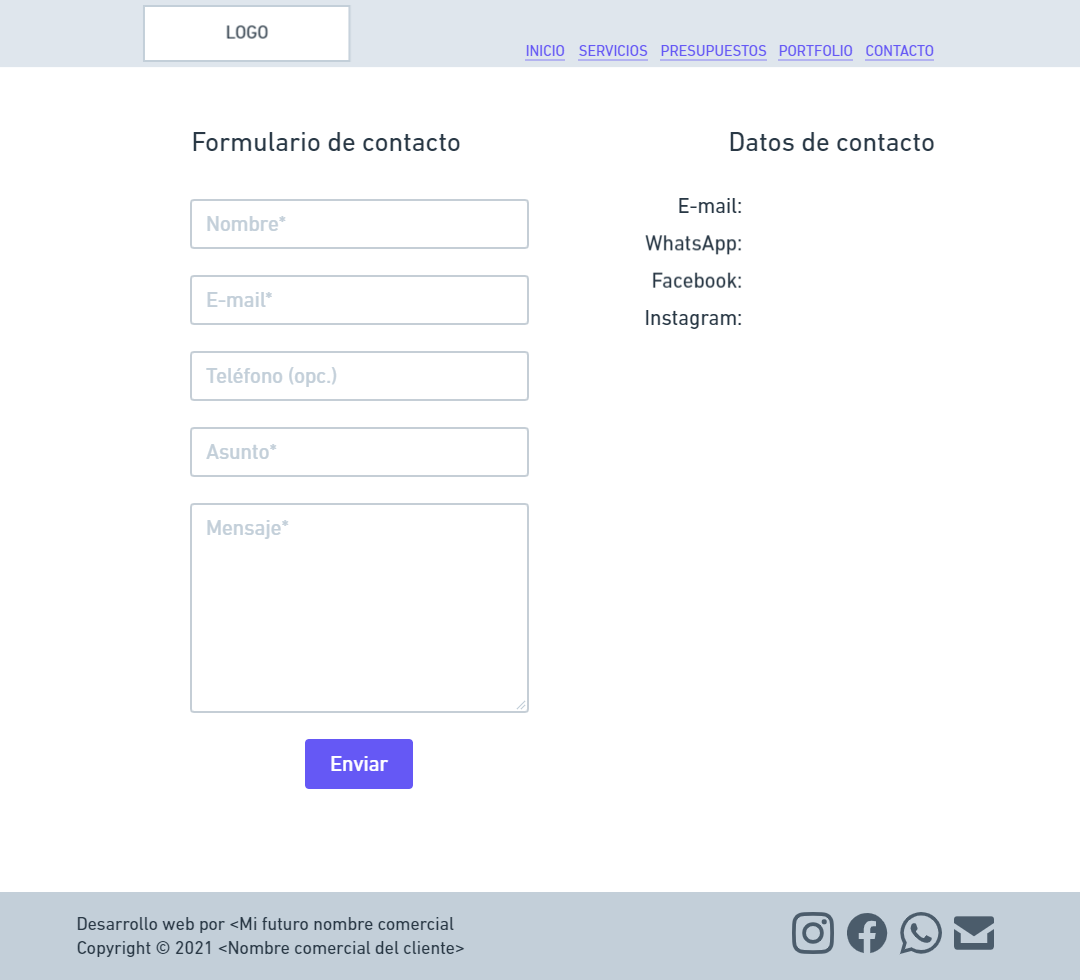 LOGO
INICIO SERVICIOS PRESUPUESTOS PORTFOLIO CONTACTO
Formulario de contacto
Nombre*
E-mail*
Teléfono (opc.)
Asunto*
Mensaje*
Enviar
Datos de contacto
E-mail:
WhatsApp:
Facebook:
Instagram:
Desarrollo web por <Mi futuro nombre comercial
Copyright © 2021 <Nombre comercial del cliente>